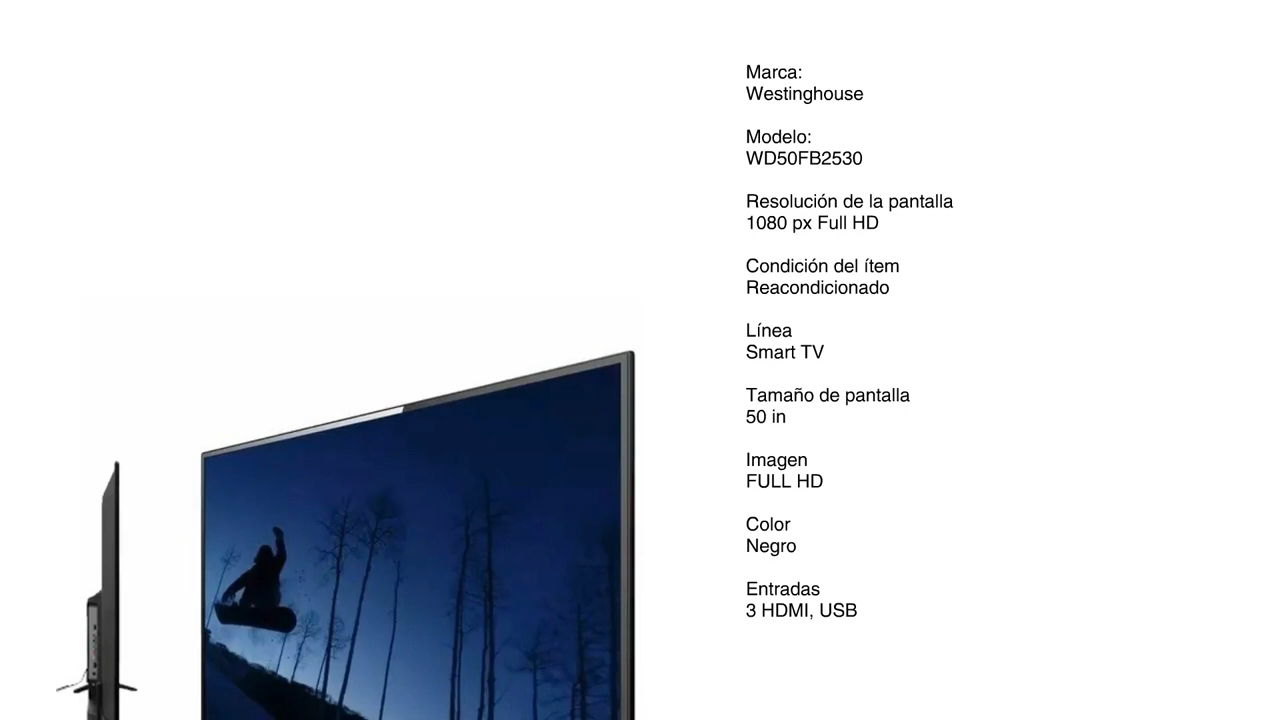 Marca:
Westinghouse
Modelo:
WD50FB2530
Resolución de la pantalla
1080 px Full HD
Condición del ítem
Reacondicionado
Línea
Smart TV
Tamaño de pantalla
50 in
Imagen
FULL HD
Color
Negro
Entradas
3 HDMI, USB